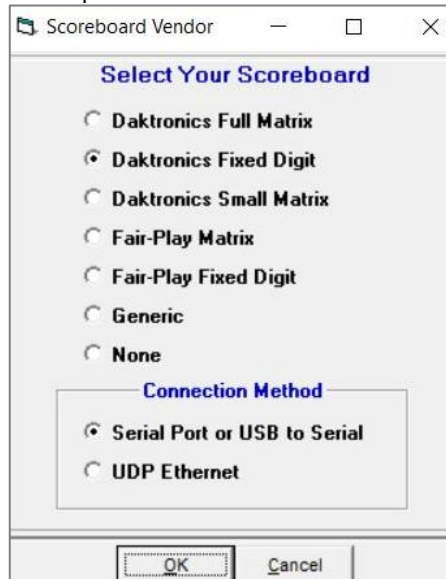 Scoreboard Vendor
Select Your Scoreboard
Daktronics Full Matrix
Daktronics Fixed Digit
Daktronics Small Matrix
Fair-Play Matrix
Fair-Play Fixed Digit
Generic
None
Connection Method
Serial Port or USB to Serial
UDP Ethernet
OK Cancel